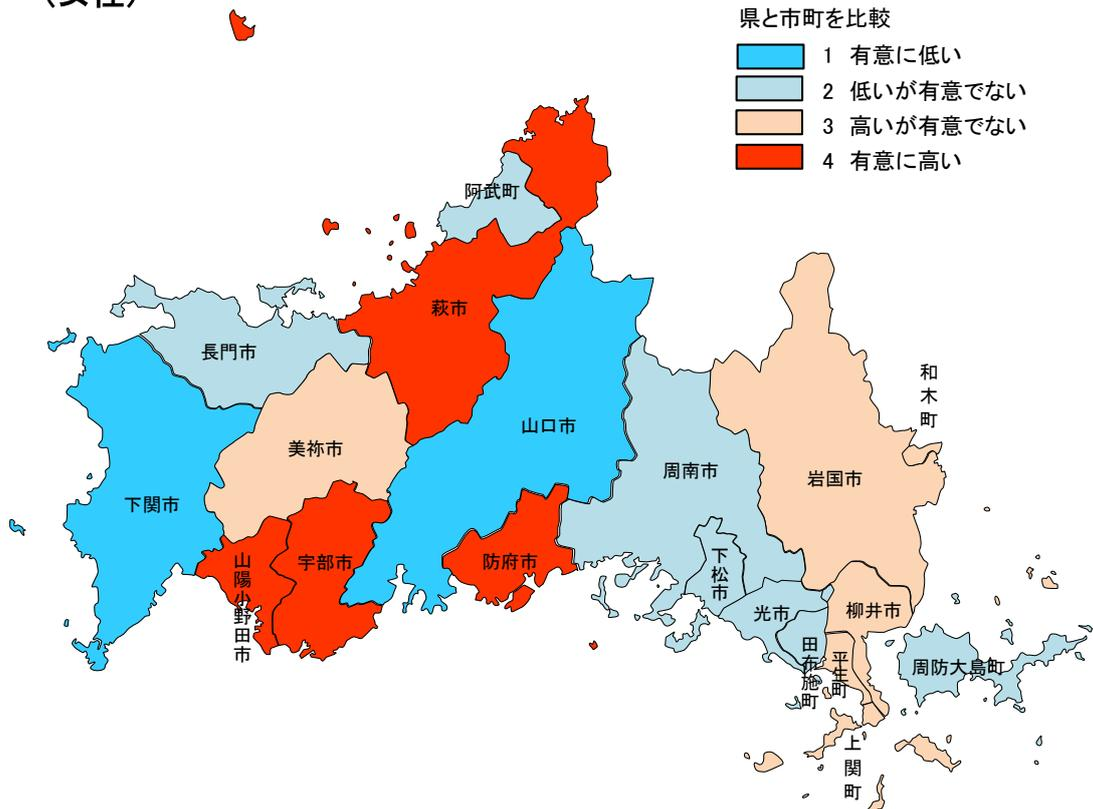 (女性)
県と市町を比較
1 有意に低い
2 低いが有意でない
3 高いが有意でない
4 有意に高い
阿武町
萩市
長門市
和木町
山口市
美祢市
周南市
岩国市
下関市
山陽小野田市
宇部市
防府市
下松市
光市
柳井市
田布施町
平生町
周防大島町
上関町